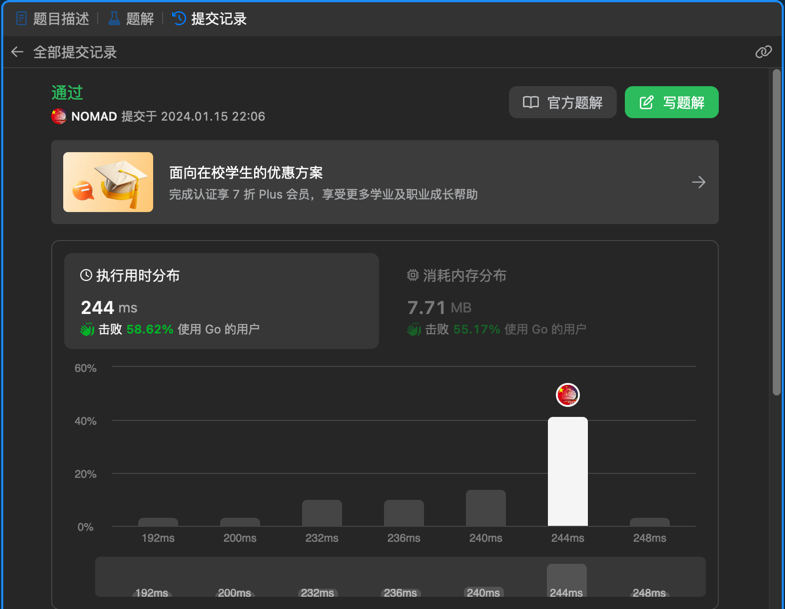 题目描述 题解 提交记录
全部提交记录
通过
NOMAD 提交于 2024.01.15 22:06
官方题解 写题解
面向在校学生的优惠方案
完成认证享 7 折 Plus 会员，享受更多学业及职业成长帮助
执行用时分布
244 ms
击败 58.62% 使用 Go 的用户
消耗内存分布
7.71 MB
击败 55.17% 使用 Go 的用户
60%
40%
20%
0%
192ms 200ms 232ms 236ms 240ms 244ms 248ms
192ms 200ms 232ms 236ms 240ms 244ms 248ms